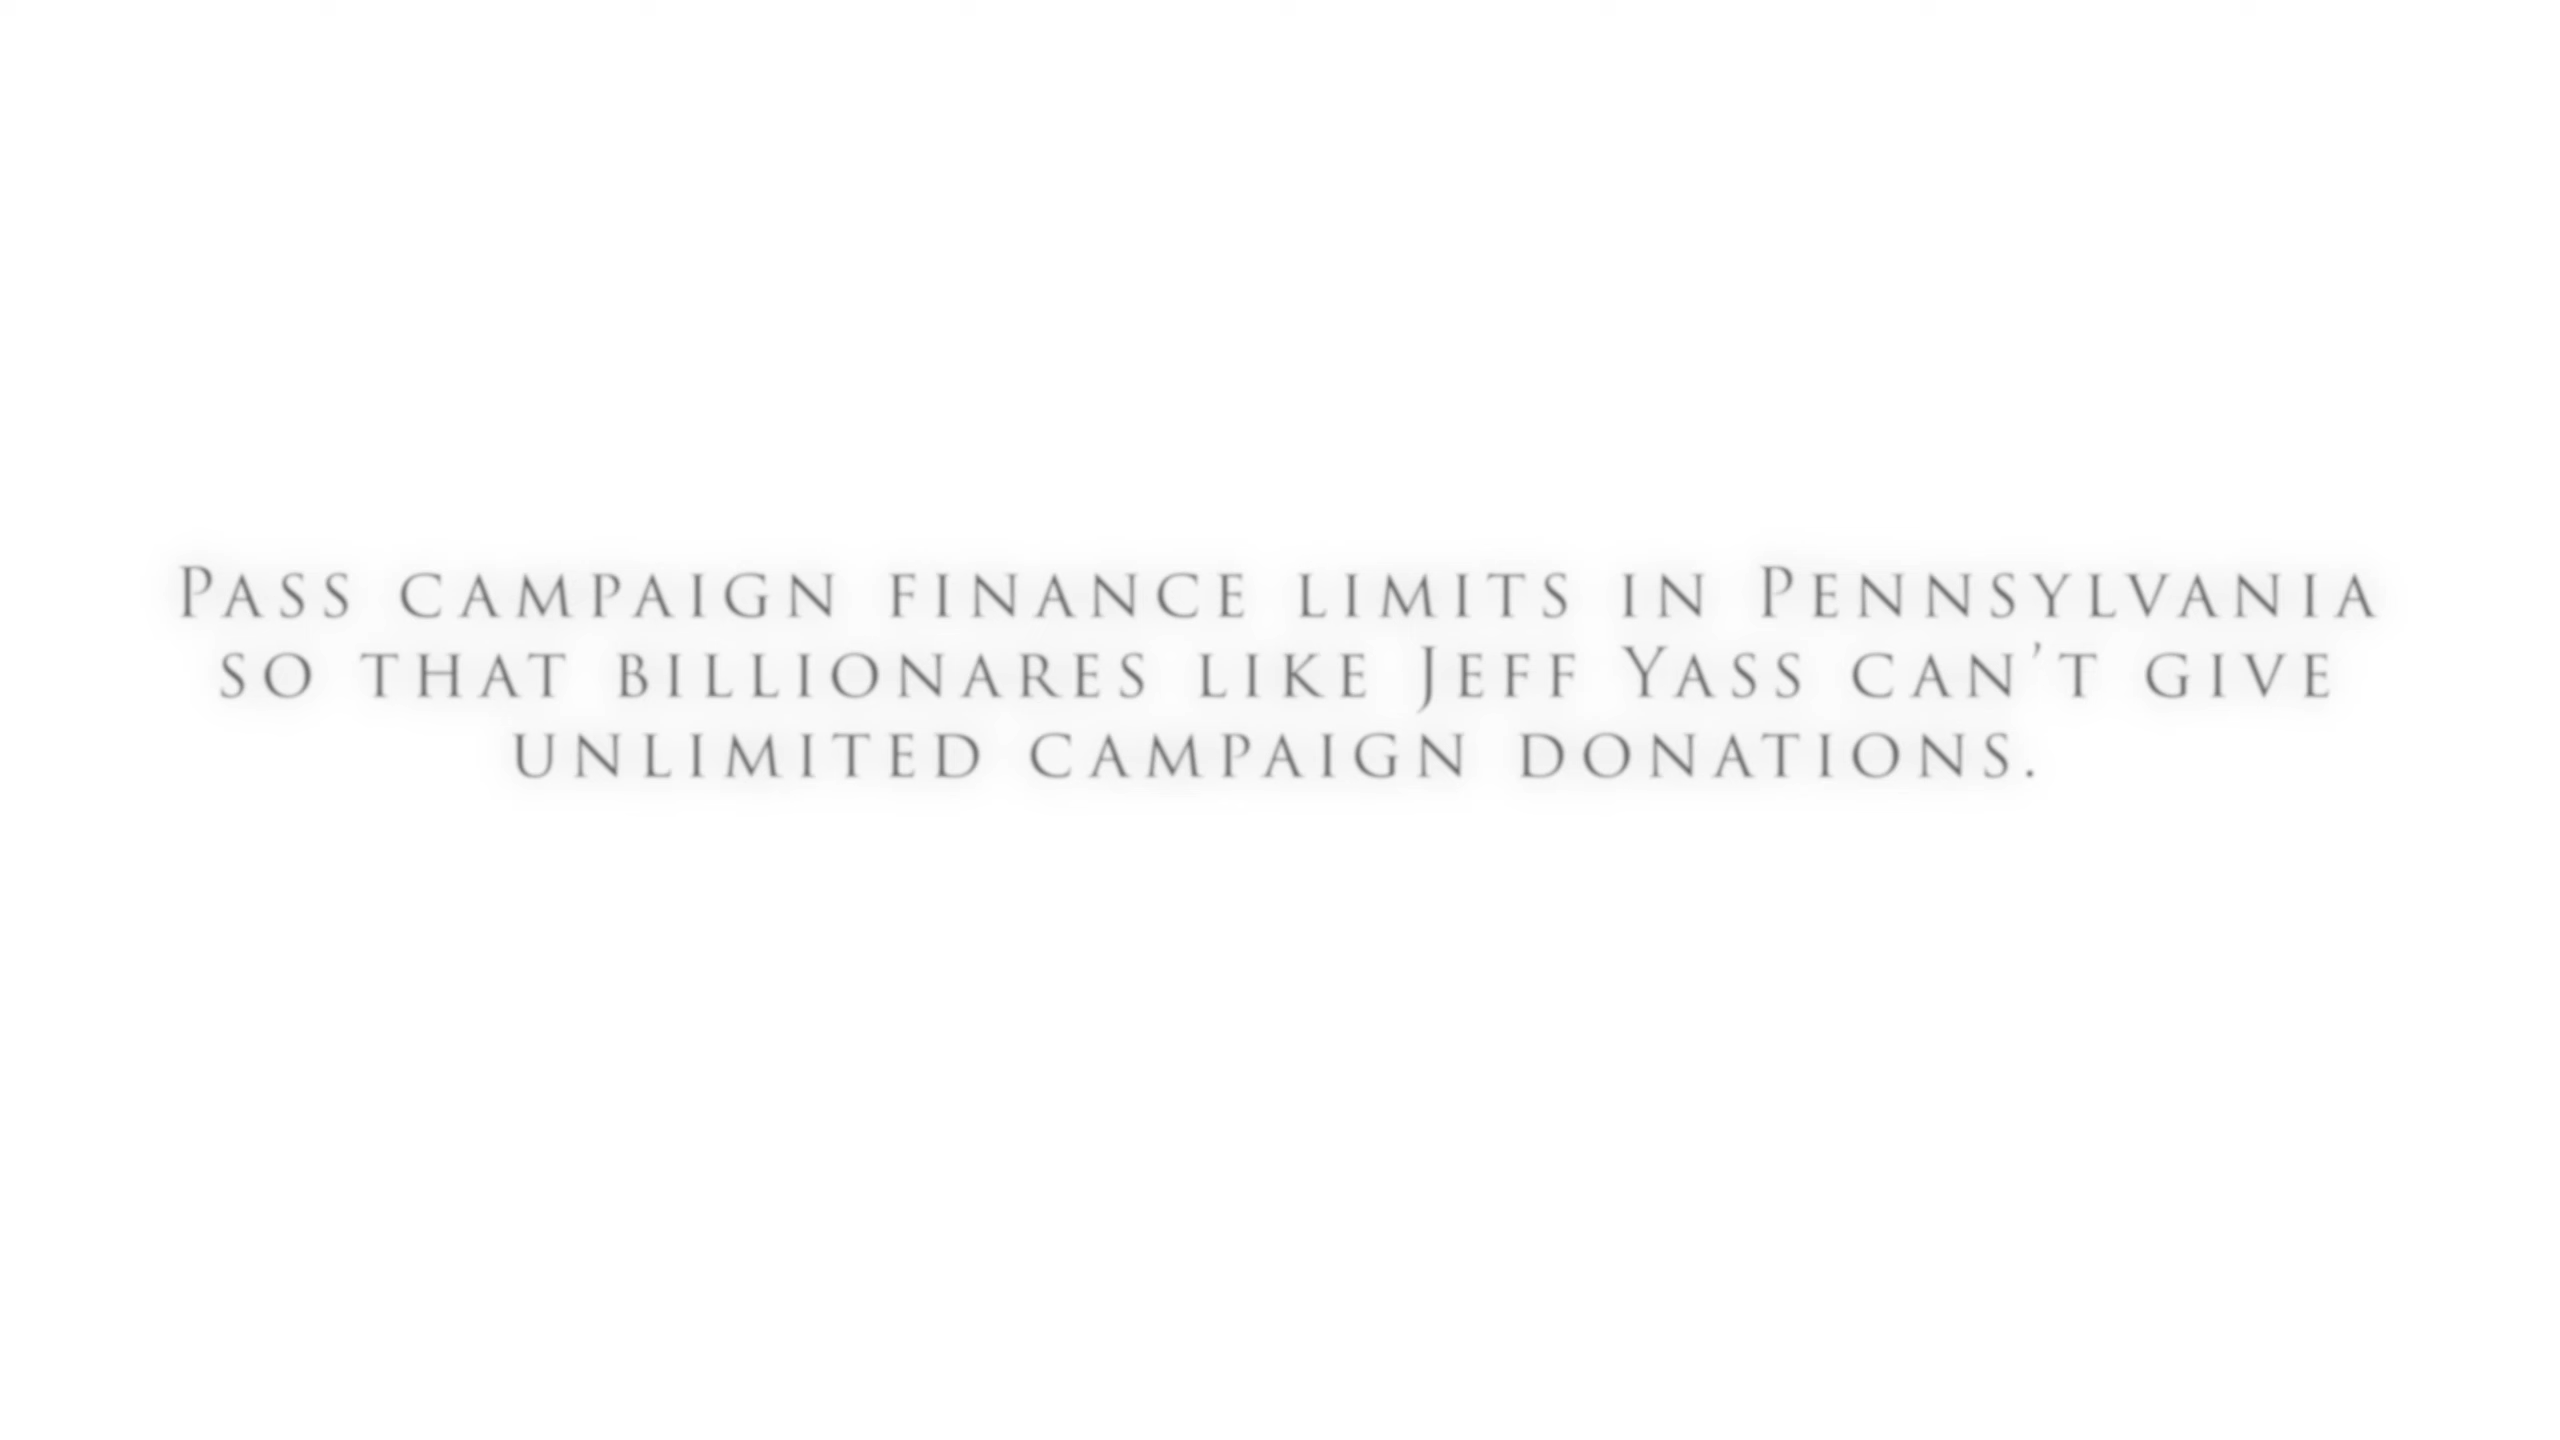 Pass campaign finance limits in Pennsylvania
so that billionares like Jeff Yass can't give
unlimited campaign donations.